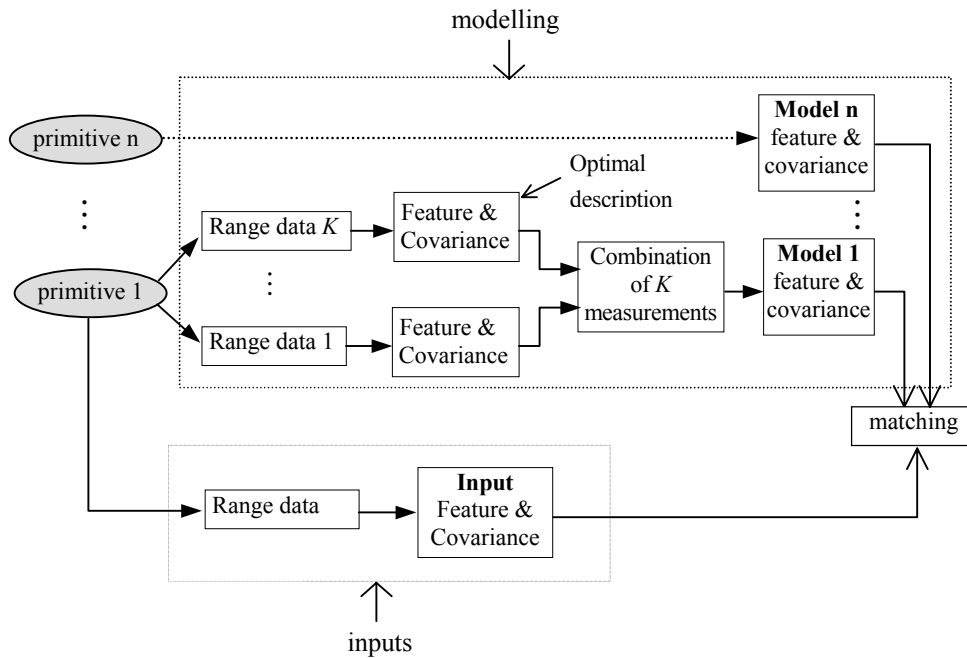 modelling
primitive n
Model n
feature &
covariance
Optimal
description
⋮
⋮
Range data K
Feature &
Covariance
Combination
of K
measurements
Model 1
feature &
covariance
primitive 1
⋮
Range data 1
Feature &
Covariance
matching
Range data
Input
Feature &
Covariance
inputs